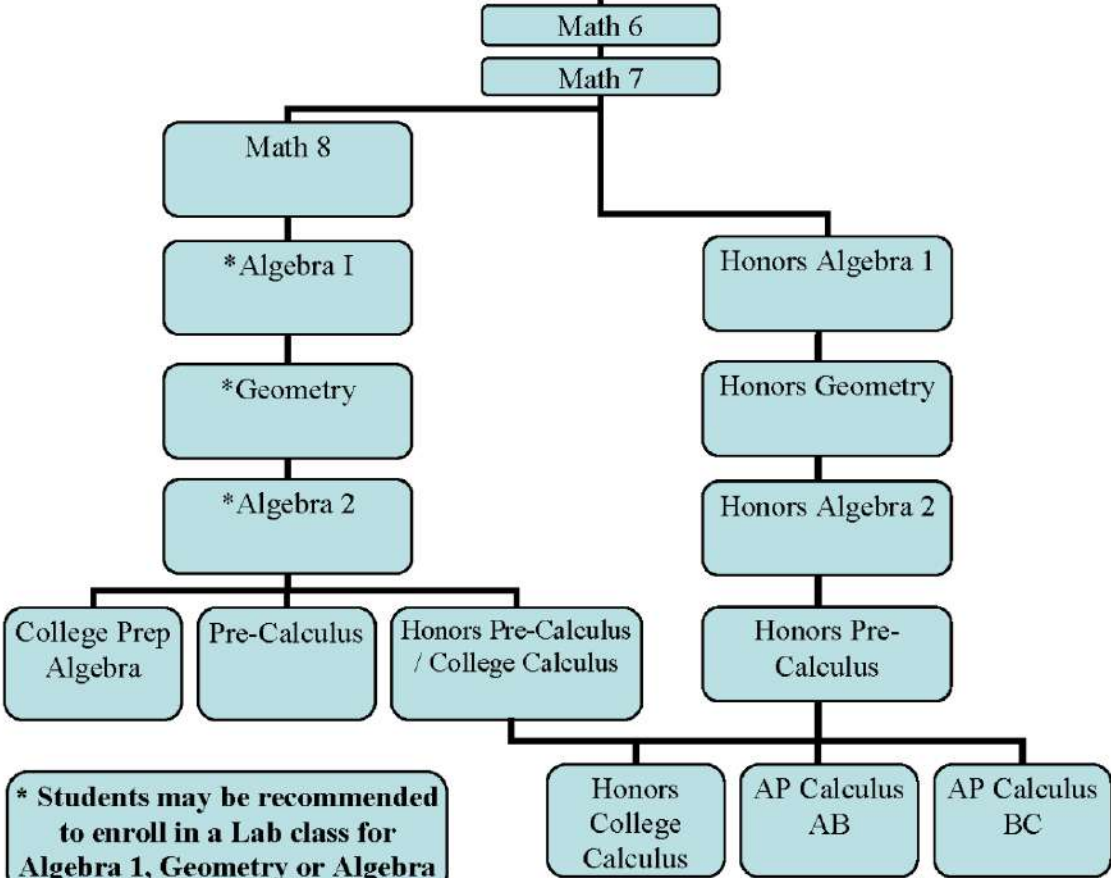 Math 6
Math 7
Math 8
*Algebra I
*Geometry
*Algebra 2
Honors Algebra 1
Honors Geometry
Honors Algebra 2
College Prep
Algebra
Pre-Calculus
Honors Pre-Calculus
/ College Calculus
Honors Pre-
Calculus
Honors
College
Calculus
AP Calculus
AB
AP Calculus
BC
* Students may be recommended
to enroll in a Lab class for
Algebra 1, Geometry or Algebra